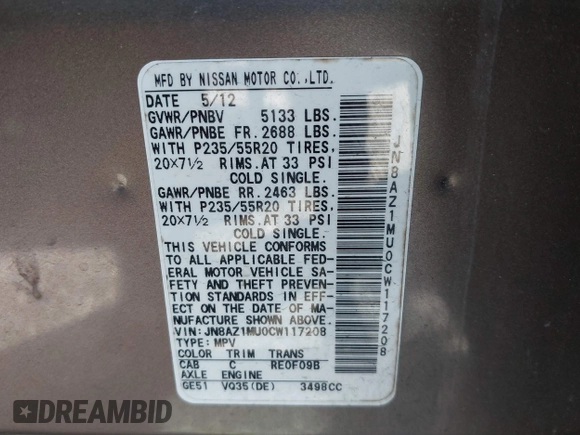 MFD BY NISSAN MOTOR CO.,LTD.
DATE 5/12
GVWR/PNBV 5133 LBS.
GAWR/PNBE FR. 2688 LBS.
WITH P235/55R20 TIRES,
20X7½ RIMS.AT 33 PSI
COLD SINGLE.
GAWR/PNBE RR. 2463 LBS.
WITH P235/55R20 TIRES,
20X7½ RIMS.AT 33 PSI
COLD SINGLE.
THIS VEHICLE CONFORMS
TO ALL APPLICABLE FED-
ERAL MOTOR VEHICLE SA-
FETY AND THEFT PREVEN-
TION STANDARDS IN EFF-
ECT ON THE DATE OF MA-
NUFACTURE SHOWN ABOVE.
VIN:JN8AZ1MU0CW117208
TYPE:MPV
COLOR TRIM TRANS
CAB C RE0F09B
AXLE ENGINE
GE51 VQ35(DE) 3498CC
JN8AZ1MU0CW117208
DREAMBID